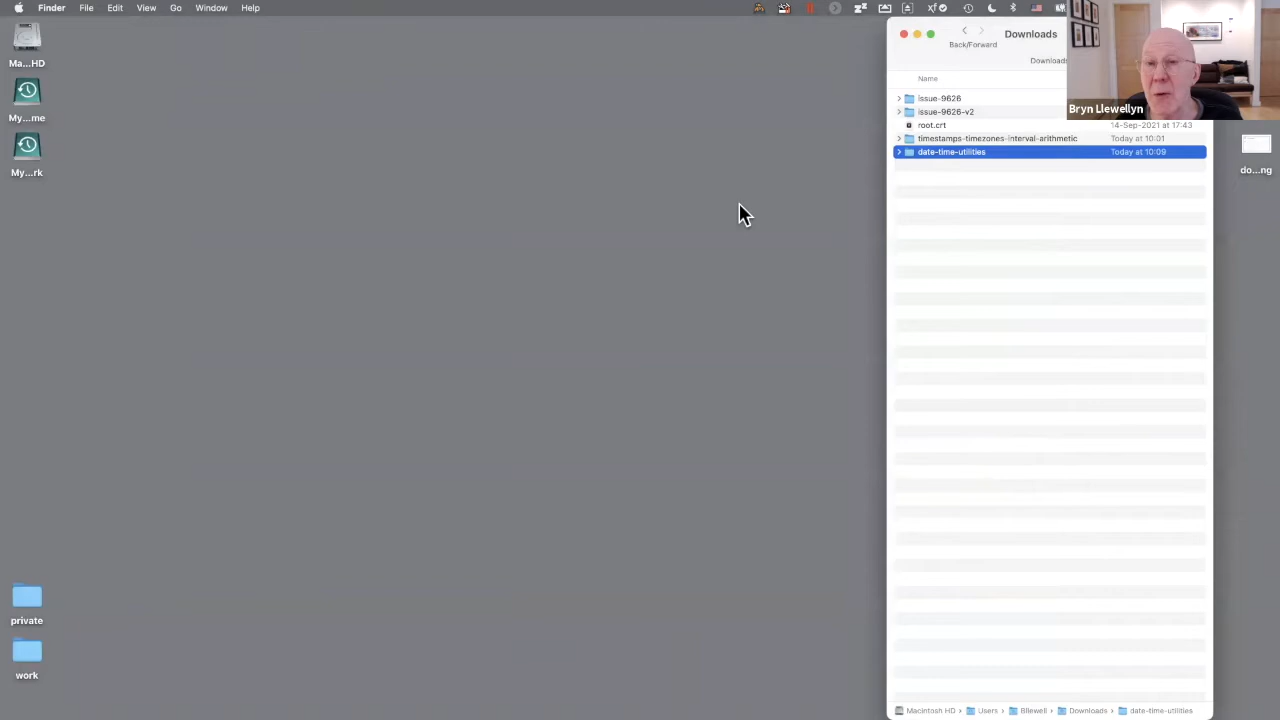 Finder File Edit View Go Window Help
Ma...HD
My...me
My...rk
private
work
Back/Forward
Downloads
Downloads
Name
issue-9626
issue-9626-v2
root.crt 14-Sep-2021 at 17:43
timestamps-timezones-interval-arithmetic Today at 10:01
date-time-utilities Today at 10:09
Bryn Llewellyn
do...ng
Macintosh HD › Users › Bllewell › Downloads › date-time-utilities